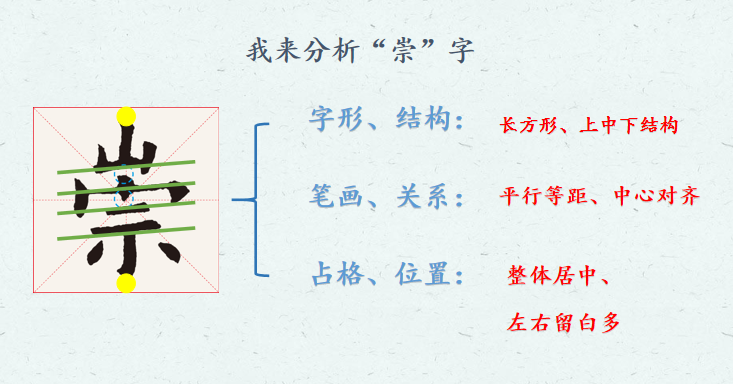 我来分析“崇”字
崇
字形、结构： 长方形、上中下结构
笔画、关系： 平行等距、中心对齐
占格、位置： 整体居中、
左右留白多